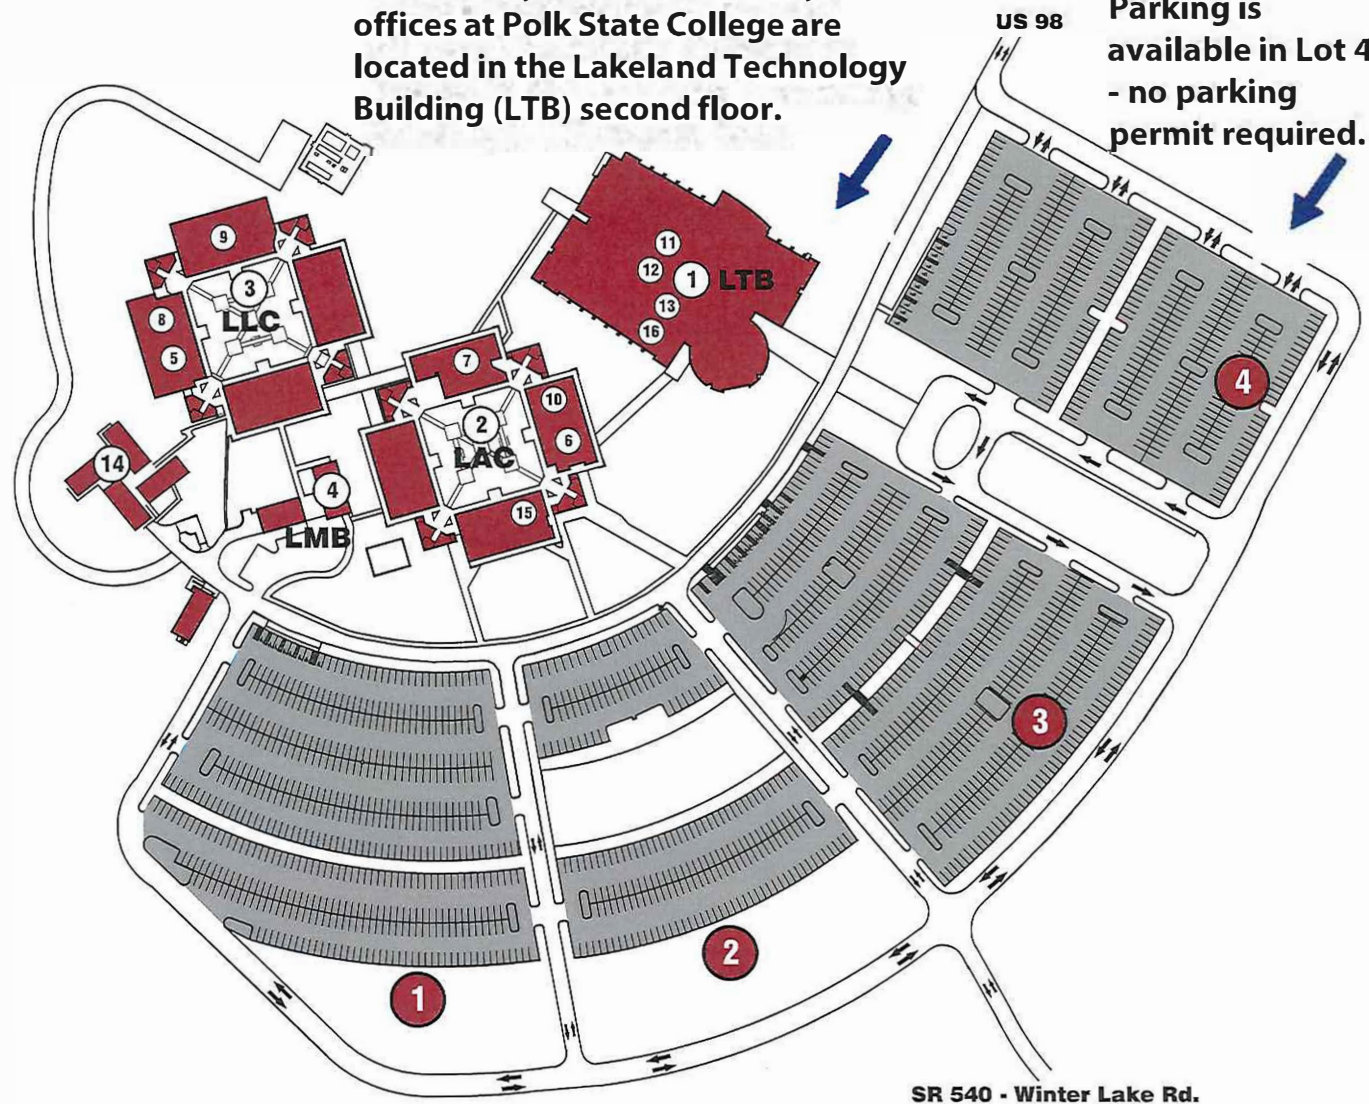 offices at Polk State College are
located in the Lakeland Technology
Building (LTB) second floor.
US 98
Parking is
available in Lot 4
- no parking
permit required.
9
3
LLC
8
5
11
12
1 LTB
13
16
7
10
2
6
LAC
15
14
4
LMB
4
3
2
1
SR 540 - Winter Lake Rd.